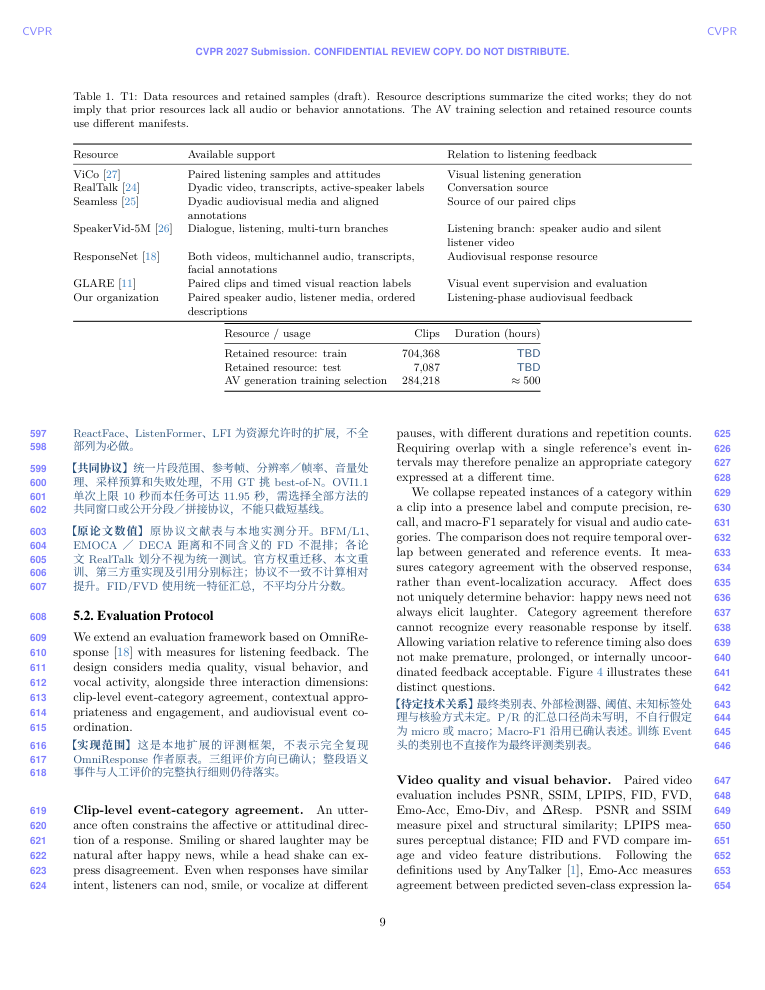 CVPR
CVPR
CVPR 2027 Submission. CONFIDENTIAL REVIEW COPY. DO NOT DISTRIBUTE.
Table 1. T1: Data resources and retained samples (draft). Resource descriptions summarize the cited works; they do not
imply that prior resources lack all audio or behavior annotations. The AV training selection and retained resource counts
use different manifests.
Resource Available support Relation to listening feedback
ViCo [27] Paired listening samples and attitudes Visual listening generation
RealTalk [24] Dyadic video, transcripts, active-speaker labels Conversation source
Seamless [25] Dyadic audiovisual media and aligned Source of our paired clips
annotations
SpeakerVid-5M [26] Dialogue, listening, multi-turn branches Listening branch: speaker audio and silent
listener video
ResponseNet [18] Both videos, multichannel audio, transcripts, Audiovisual response resource
facial annotations
GLARE [11] Paired clips and timed visual reaction labels Visual event supervision and evaluation
Our organization Paired speaker audio, listener media, ordered Listening-phase audiovisual feedback
descriptions
Resource / usage Clips Duration (hours)
Retained resource: train 704,368 TBD
Retained resource: test 7,087 TBD
AV generation training selection 284,218 ≈ 500
597 ReactFace、ListenFormer、LFI 为资源允许时的扩展，不全
598 部列为必做。
599 【共同协议】统一片段范围、参考帧、分辨率／帧率、音量处
600 理、采样预算和失败处理，不用 GT 挑 best-of-N。OVI1.1
601 单次上限 10 秒而本任务可达 11.95 秒，需选择全部方法的
602 共同窗口或公开分段／拼接协议，不能只截短基线。
603 【原论文数值】原协议文献表与本地实测分开。BFM/L1、
604 EMOCA ／ DECA 距离和不同含义的 FD 不混排；各论
605 文 RealTalk 划分不视为统一测试。官方权重迁移、本文重
606 训、第三方重实现及引用分别标注；协议不一致不计算相对
607 提升。FID/FVD 使用统一特征汇总，不平均分片分数。
608 5.2. Evaluation Protocol
609 We extend an evaluation framework based on OmniRe-
610 sponse [18] with measures for listening feedback. The
611 design considers media quality, visual behavior, and
612 vocal activity, alongside three interaction dimensions:
613 clip-level event-category agreement, contextual appro-
614 priateness and engagement, and audiovisual event co-
615 ordination.
616 【实现范围】这是本地扩展的评测框架，不表示完全复现
617 OmniResponse 作者原表。三组评价方向已确认；整段语义
618 事件与人工评价的完整执行细则仍待落实。
619 Clip-level event-category agreement. An utter-
620 ance often constrains the affective or attitudinal direc-
621 tion of a response. Smiling or shared laughter may be
622 natural after happy news, while a head shake can ex-
623 press disagreement. Even when responses have similar
624 intent, listeners can nod, smile, or vocalize at different
pauses, with different durations and repetition counts. 625
Requiring overlap with a single reference's event in- 626
tervals may therefore penalize an appropriate category 627
expressed at a different time. 628
We collapse repeated instances of a category within 629
a clip into a presence label and compute precision, re- 630
call, and macro-F1 separately for visual and audio cate- 631
gories. The comparison does not require temporal over- 632
lap between generated and reference events. It mea- 633
sures category agreement with the observed response, 634
rather than event-localization accuracy. Affect does 635
not uniquely determine behavior: happy news need not 636
always elicit laughter. Category agreement therefore 637
cannot recognize every reasonable response by itself. 638
Allowing variation relative to reference timing also does 639
not make premature, prolonged, or internally uncoor- 640
dinated feedback acceptable. Figure 4 illustrates these 641
distinct questions. 642
【待定技术关系】最终类别表、外部检测器、阈值、未知标签处 643
理与核验方式未定。P/R 的汇总口径尚未写明，不自行假定 644
为 micro 或 macro；Macro-F1 沿用已确认表述。训练 Event 645
头的类别也不直接作为最终评测类别表。 646
Video quality and visual behavior. Paired video 647
evaluation includes PSNR, SSIM, LPIPS, FID, FVD, 648
Emo-Acc, Emo-Div, and ΔResp. PSNR and SSIM 649
measure pixel and structural similarity; LPIPS mea- 650
sures perceptual distance; FID and FVD compare im- 651
age and video feature distributions. Following the 652
definitions used by AnyTalker [1], Emo-Acc measures 653
agreement between predicted seven-class expression la- 654
9